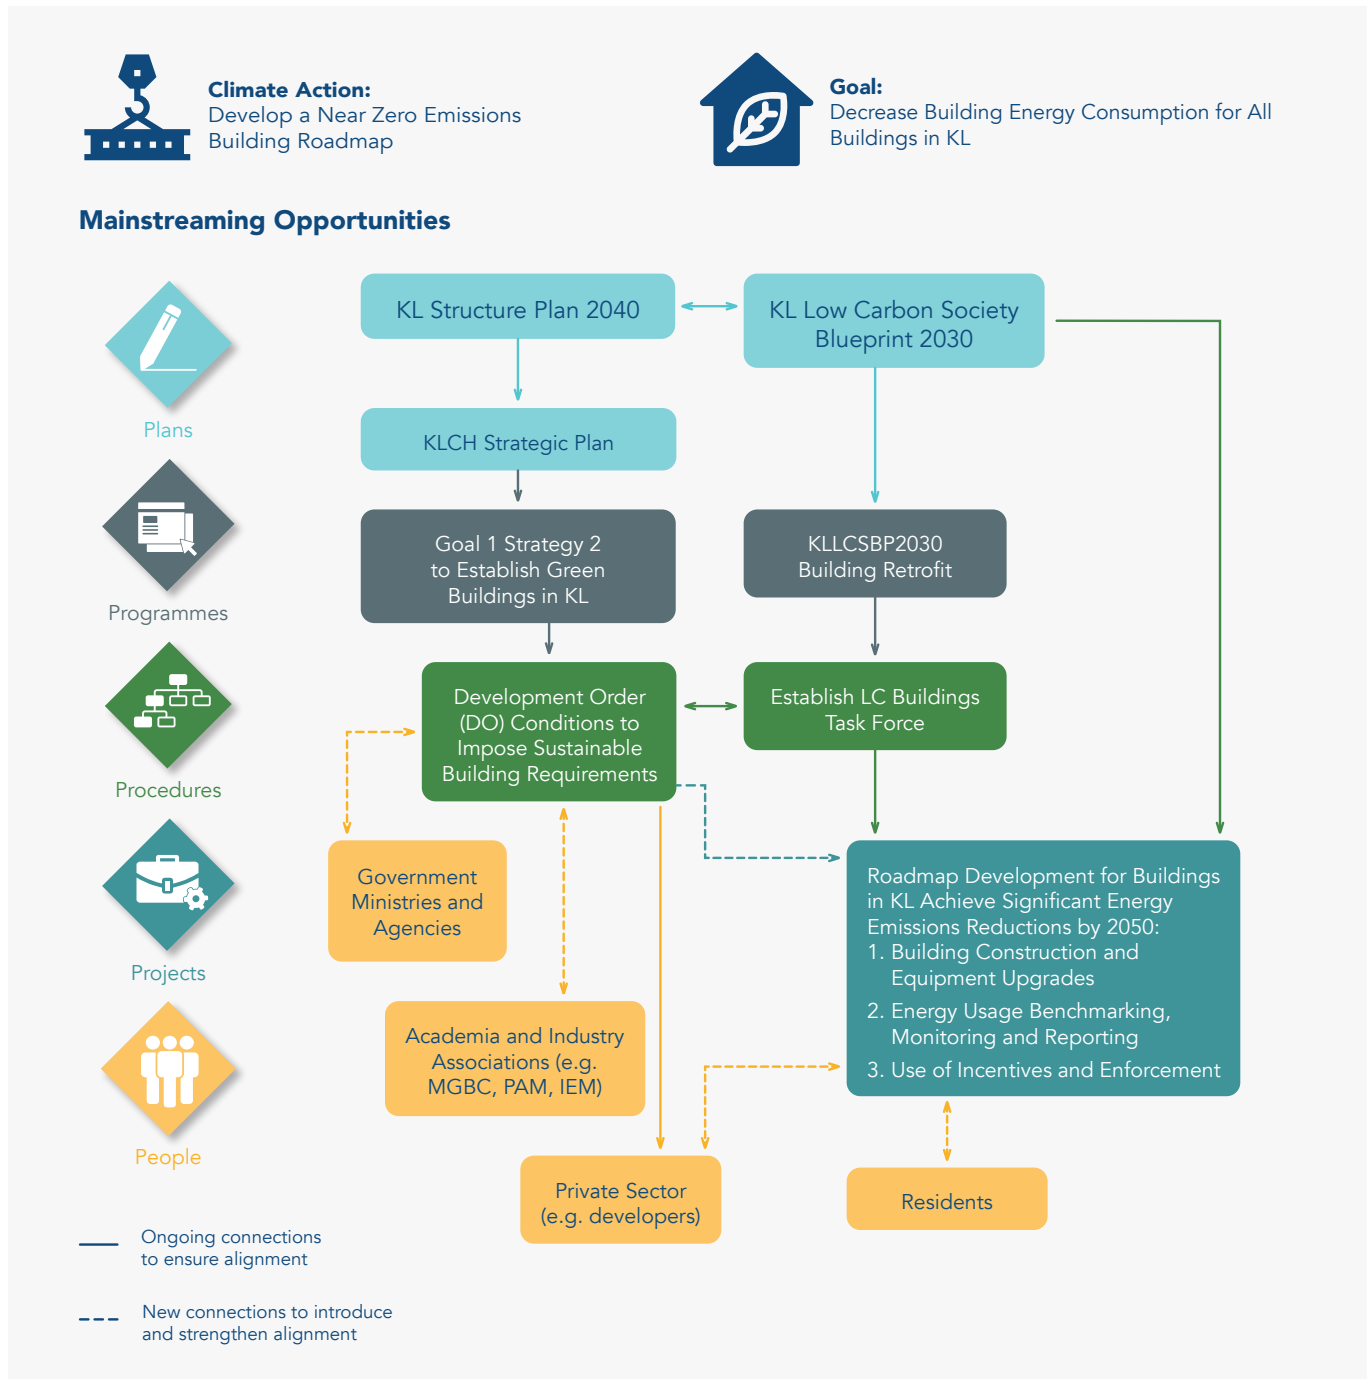 Climate Action:
Develop a Near Zero Emissions
Building Roadmap
Goal:
Decrease Building Energy Consumption for All
Buildings in KL
Mainstreaming Opportunities
Plans
Programmes
Procedures
Projects
People
KL Structure Plan 2040
KL Low Carbon Society
Blueprint 2030
KLCH Strategic Plan
Goal 1 Strategy 2
to Establish Green
Buildings in KL
KLLCSBP2030
Building Retrofit
Development Order
(DO) Conditions to
Impose Sustainable
Building Requirements
Establish LC Buildings
Task Force
Government
Ministries and
Agencies
Roadmap Development for Buildings
in KL Achieve Significant Energy
Emissions Reductions by 2050:
1. Building Construction and
Equipment Upgrades
2. Energy Usage Benchmarking,
Monitoring and Reporting
3. Use of Incentives and Enforcement
Academia and Industry
Associations (e.g.
MGBC, PAM, IEM)
Private Sector
(e.g. developers)
Residents
Ongoing connections
to ensure alignment
New connections to introduce
and strengthen alignment